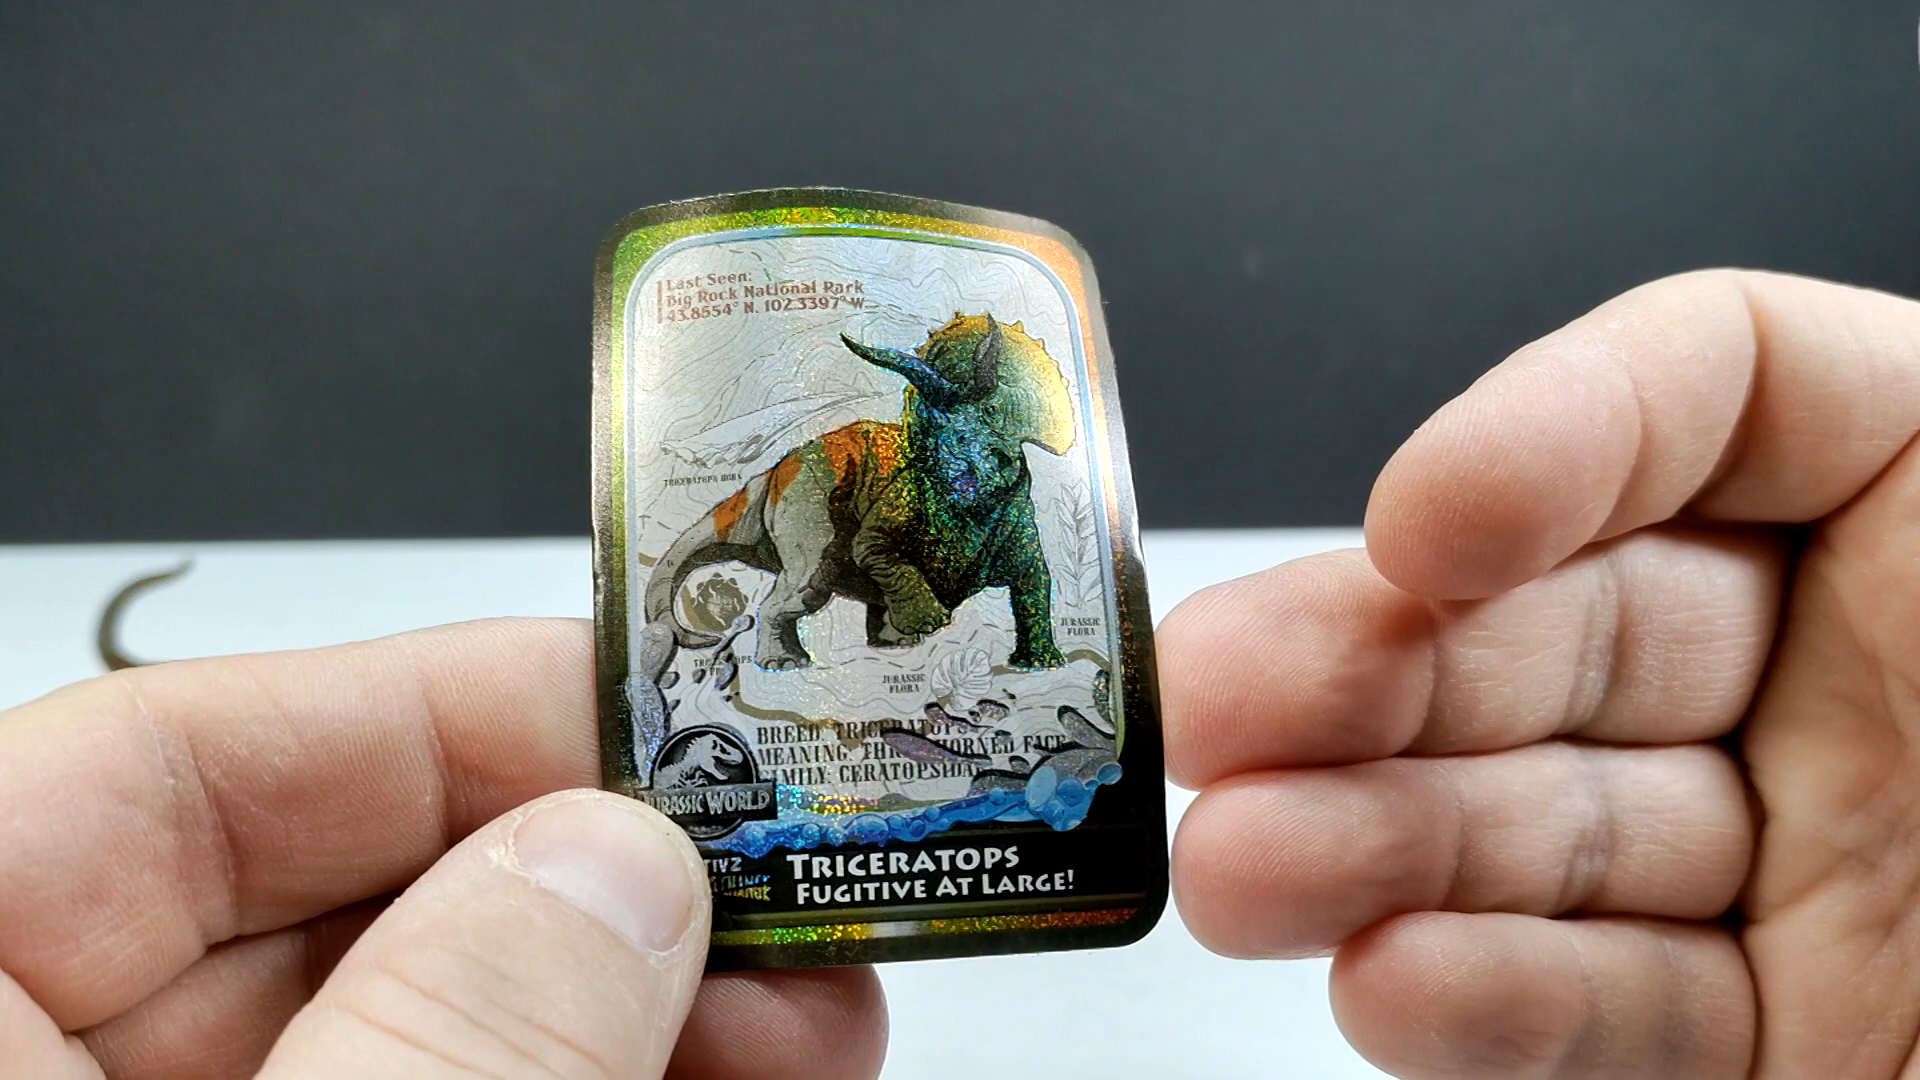 Last Seen:
Big Rock National Park
43.8554° N, 102.3397° W
TRICERATOPS
JURASSIC
FLORA
JURASSIC
FLORA
BREED: TRICERATOPS
MEANING: HORNED FACE
FAMILY: CERATOPSIDAE
JURASSIC WORLD
TRICERATOPS
FUGITIVE AT LARGE!